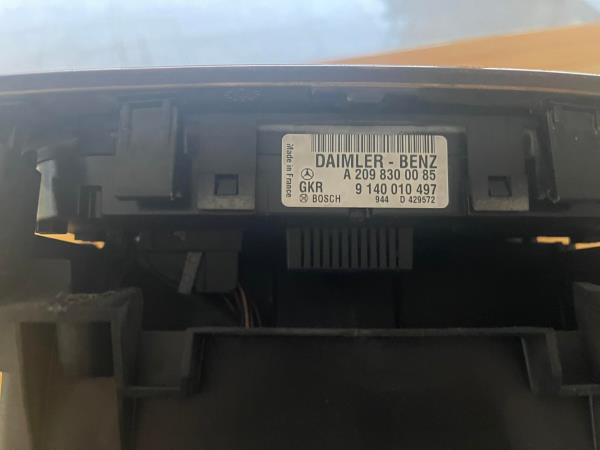 Made in France
DAIMLER - BENZ
A 209 830 00 85
GKR 9 140 010 497
BOSCH 944 D 429572